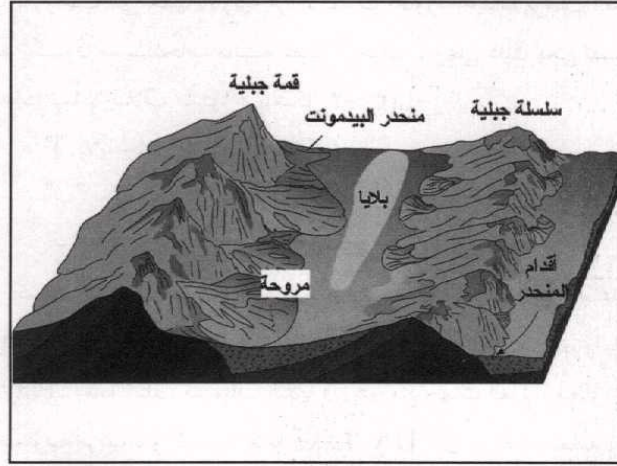 قمة جبلية
منحدر البيدمونت
سلسلة جبلية
بلايا
أقدام
المنحدر
مروحة